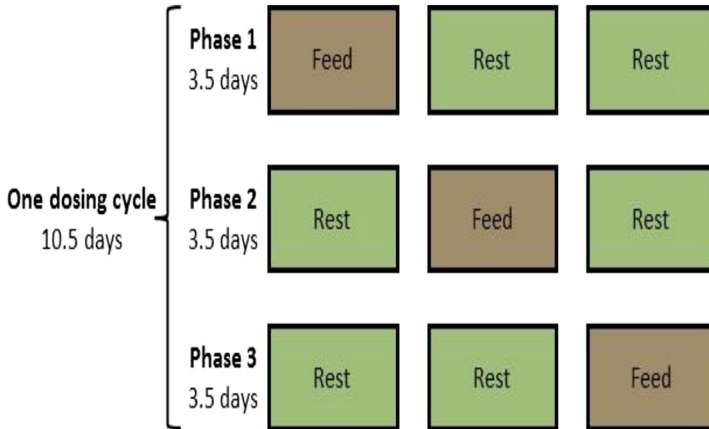 Phase 1
3.5 days
Feed
Rest
Rest
One dosing cycle
10.5 days
Phase 2
3.5 days
Rest
Feed
Rest
Phase 3
3.5 days
Rest
Rest
Feed